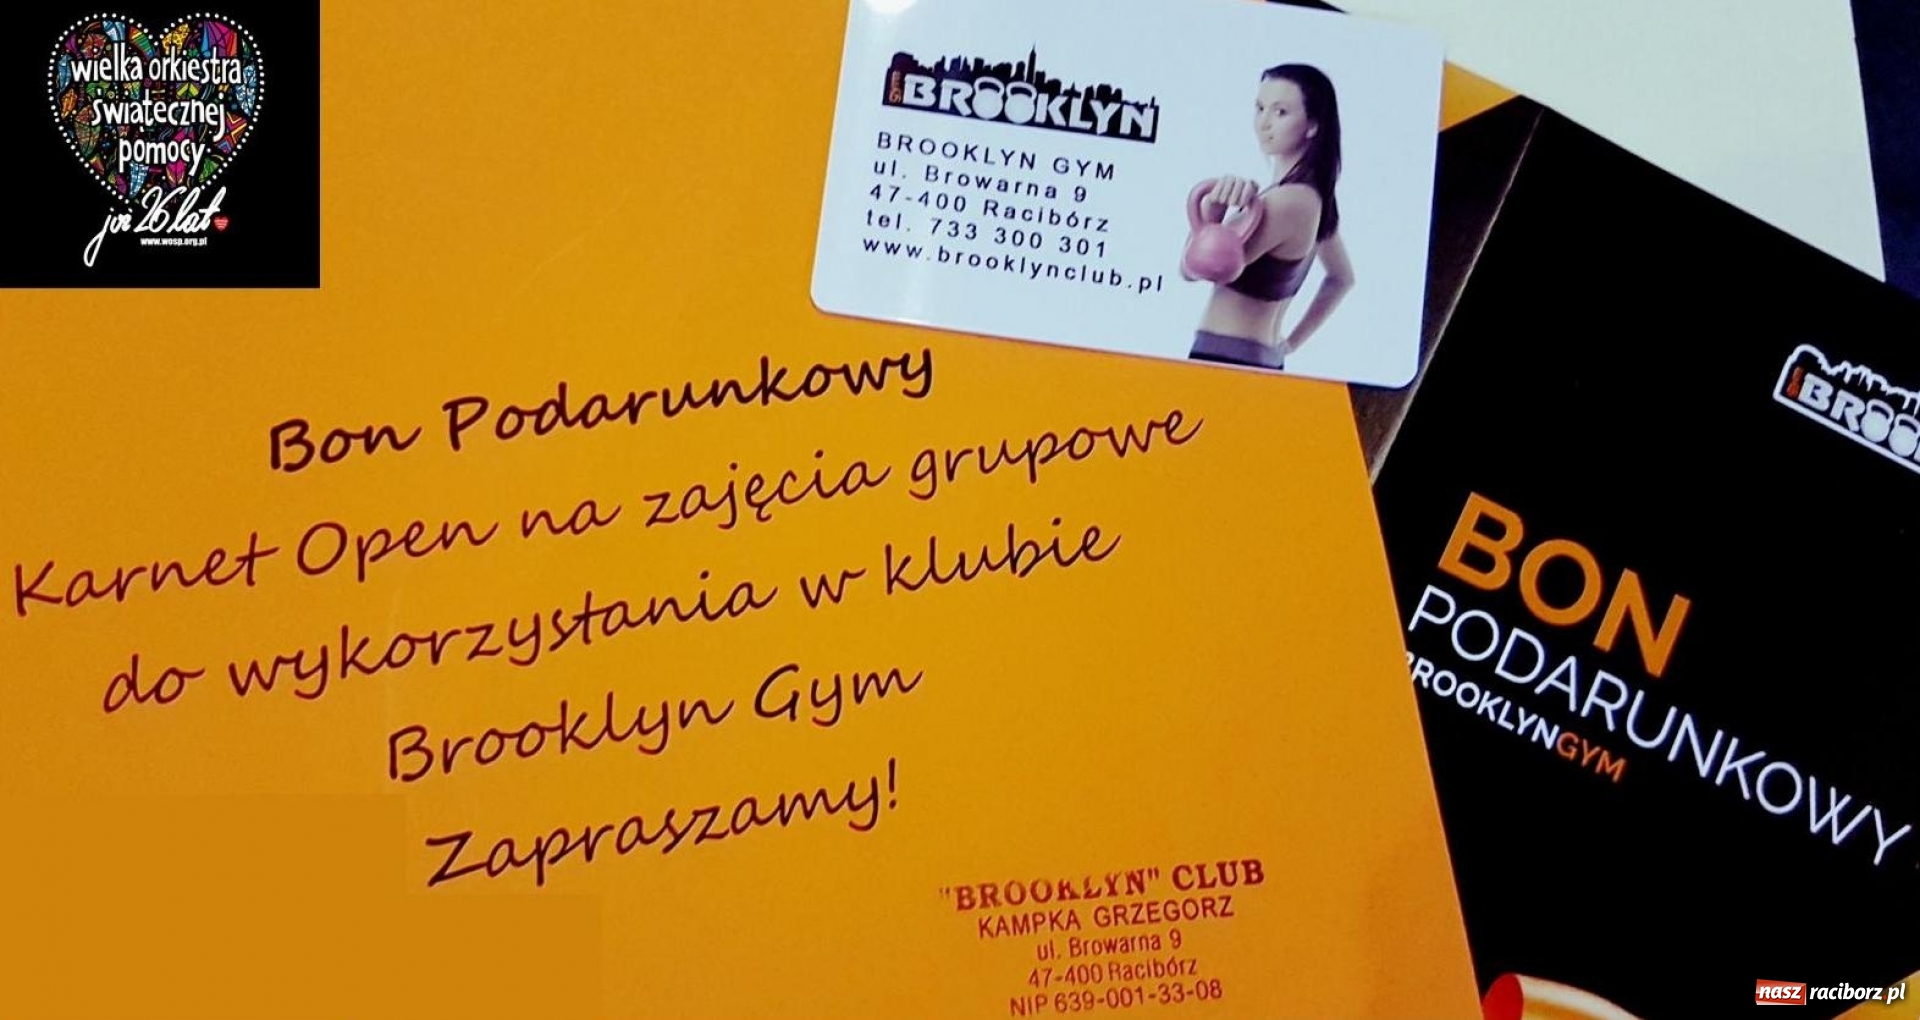 wielka orkiestra
świątecznej
pomocy
już 26 lat
www.wosp.org.pl
GYM BROOKLYN
BROOKLYN GYM
ul. Browarna 9
47-400 Racibórz
tel. 733 300 301
www.brooklynclub.pl
Bon Podarunkowy
Karnet Open na zajęcia grupowe
do wykorzystania w klubie
Brooklyn Gym
Zapraszamy!
"BROOKLYN" CLUB
KAMPKA GRZEGORZ
ul. Browarna 9
47-400 Racibórz
NIP 639-001-33-08
BON
PODARUNKOWY
BROOKLYNGYM
nasz raciborz.pl